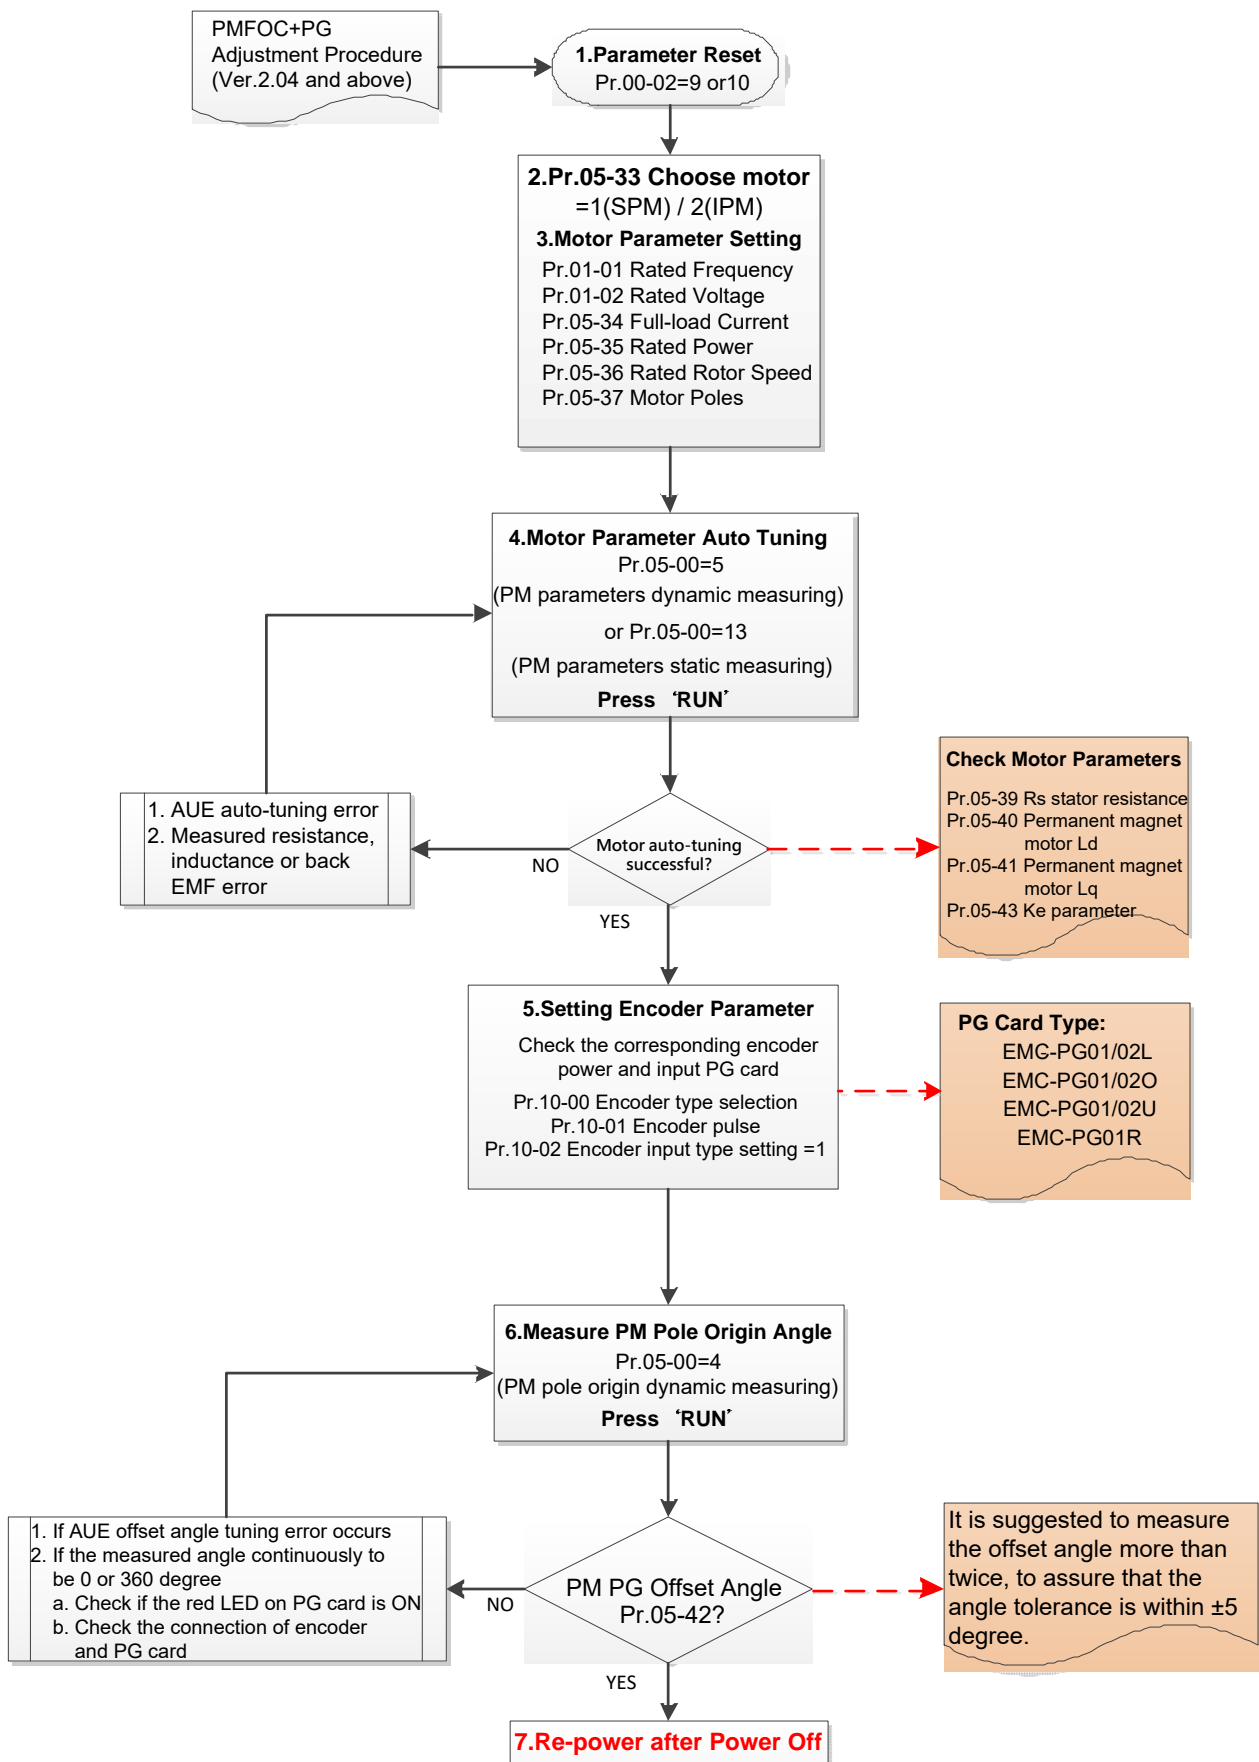 PMFOC+PG
Adjustment Procedure
(Ver.2.04 and above)
1.Parameter Reset
Pr.00-02=9 or10
2.Pr.05-33 Choose motor
=1(SPM) / 2(IPM)
3.Motor Parameter Setting
Pr.01-01 Rated Frequency
Pr.01-02 Rated Voltage
Pr.05-34 Full-load Current
Pr.05-35 Rated Power
Pr.05-36 Rated Rotor Speed
Pr.05-37 Motor Poles
4.Motor Parameter Auto Tuning
Pr.05-00=5
(PM parameters dynamic measuring)
or Pr.05-00=13
(PM parameters static measuring)
Press ‘RUN’
Motor auto-tuning
successful?
NO
1. AUE auto-tuning error
2. Measured resistance,
inductance or back
EMF error
Check Motor Parameters
Pr.05-39 Rs stator resistance
Pr.05-40 Permanent magnet
motor Ld
Pr.05-41 Permanent magnet
motor Lq
Pr.05-43 Ke parameter
YES
5.Setting Encoder Parameter
Check the corresponding encoder
power and input PG card
Pr.10-00 Encoder type selection
Pr.10-01 Encoder pulse
Pr.10-02 Encoder input type setting =1
PG Card Type:
EMC-PG01/02L
EMC-PG01/02O
EMC-PG01/02U
EMC-PG01R
6.Measure PM Pole Origin Angle
Pr.05-00=4
(PM pole origin dynamic measuring)
Press ‘RUN’
PM PG Offset Angle
Pr.05-42?
NO
1. If AUE offset angle tuning error occurs
2. If the measured angle continuously to
be 0 or 360 degree
a. Check if the red LED on PG card is ON
b. Check the connection of encoder
and PG card
It is suggested to measure
the offset angle more than
twice, to assure that the
angle tolerance is within ±5
degree.
YES
7.Re-power after Power Off